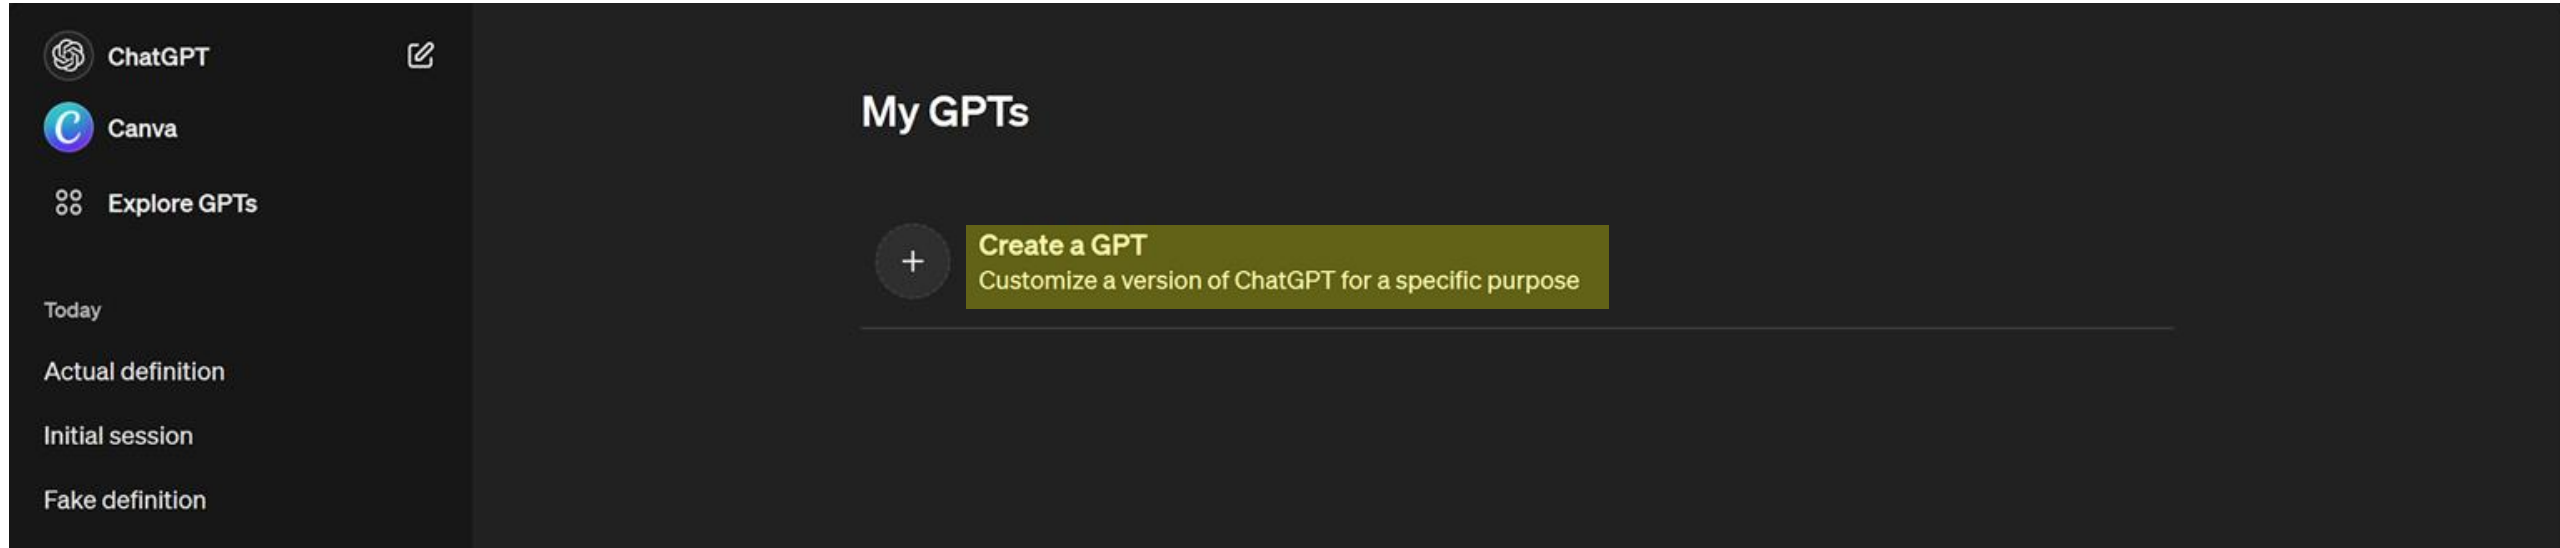 ChatGPT
Canva
Explore GPTs
Today
Actual definition
Initial session
Fake definition
My GPTs
Create a GPT
Customize a version of ChatGPT for a specific purpose